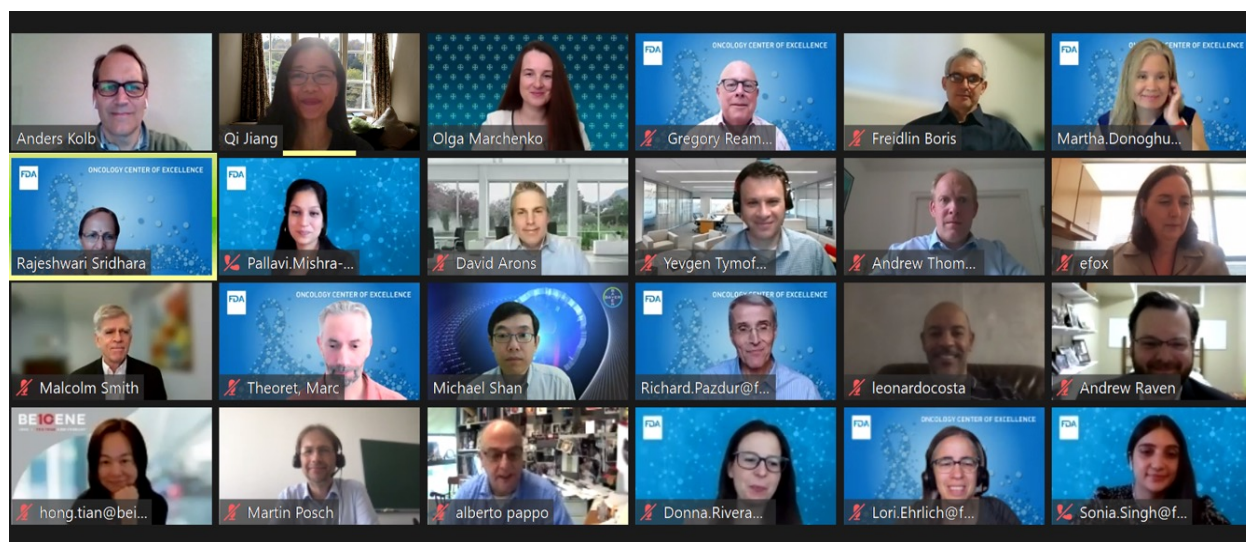 Anders Kolb
Qi Jiang
Olga Marchenko
FDA
ONCOLOGY CENTER OF EXCELLENCE
Gregory Ream...
Freidlin Boris
FDA
ONCOLOGY CENTER OF EXCELLENCE
Martha.Donoghu...
FDA
ONCOLOGY CENTER OF EXCELLENCE
Rajeshwari Sridhara
FDA
Pallavi.Mishra-...
David Arons
Yevgen Tymof...
Andrew Thom...
efox
Malcolm Smith
FDA
ONCOLOGY CENTER OF EXCELLENCE
Theoret, Marc
Michael Shan
FDA
ONCOLOGY CENTER OF EXCELLENCE
Richard.Pazdur@f...
leonardocosta
Andrew Raven
BEIGENE
hong.tian@bei...
Martin Posch
alberto pappo
FDA
Donna.Rivera...
FDA
ONCOLOGY CENTER OF EXCELLENCE
Lori.Ehrlich@f...
FDA
Sonia.Singh@f...